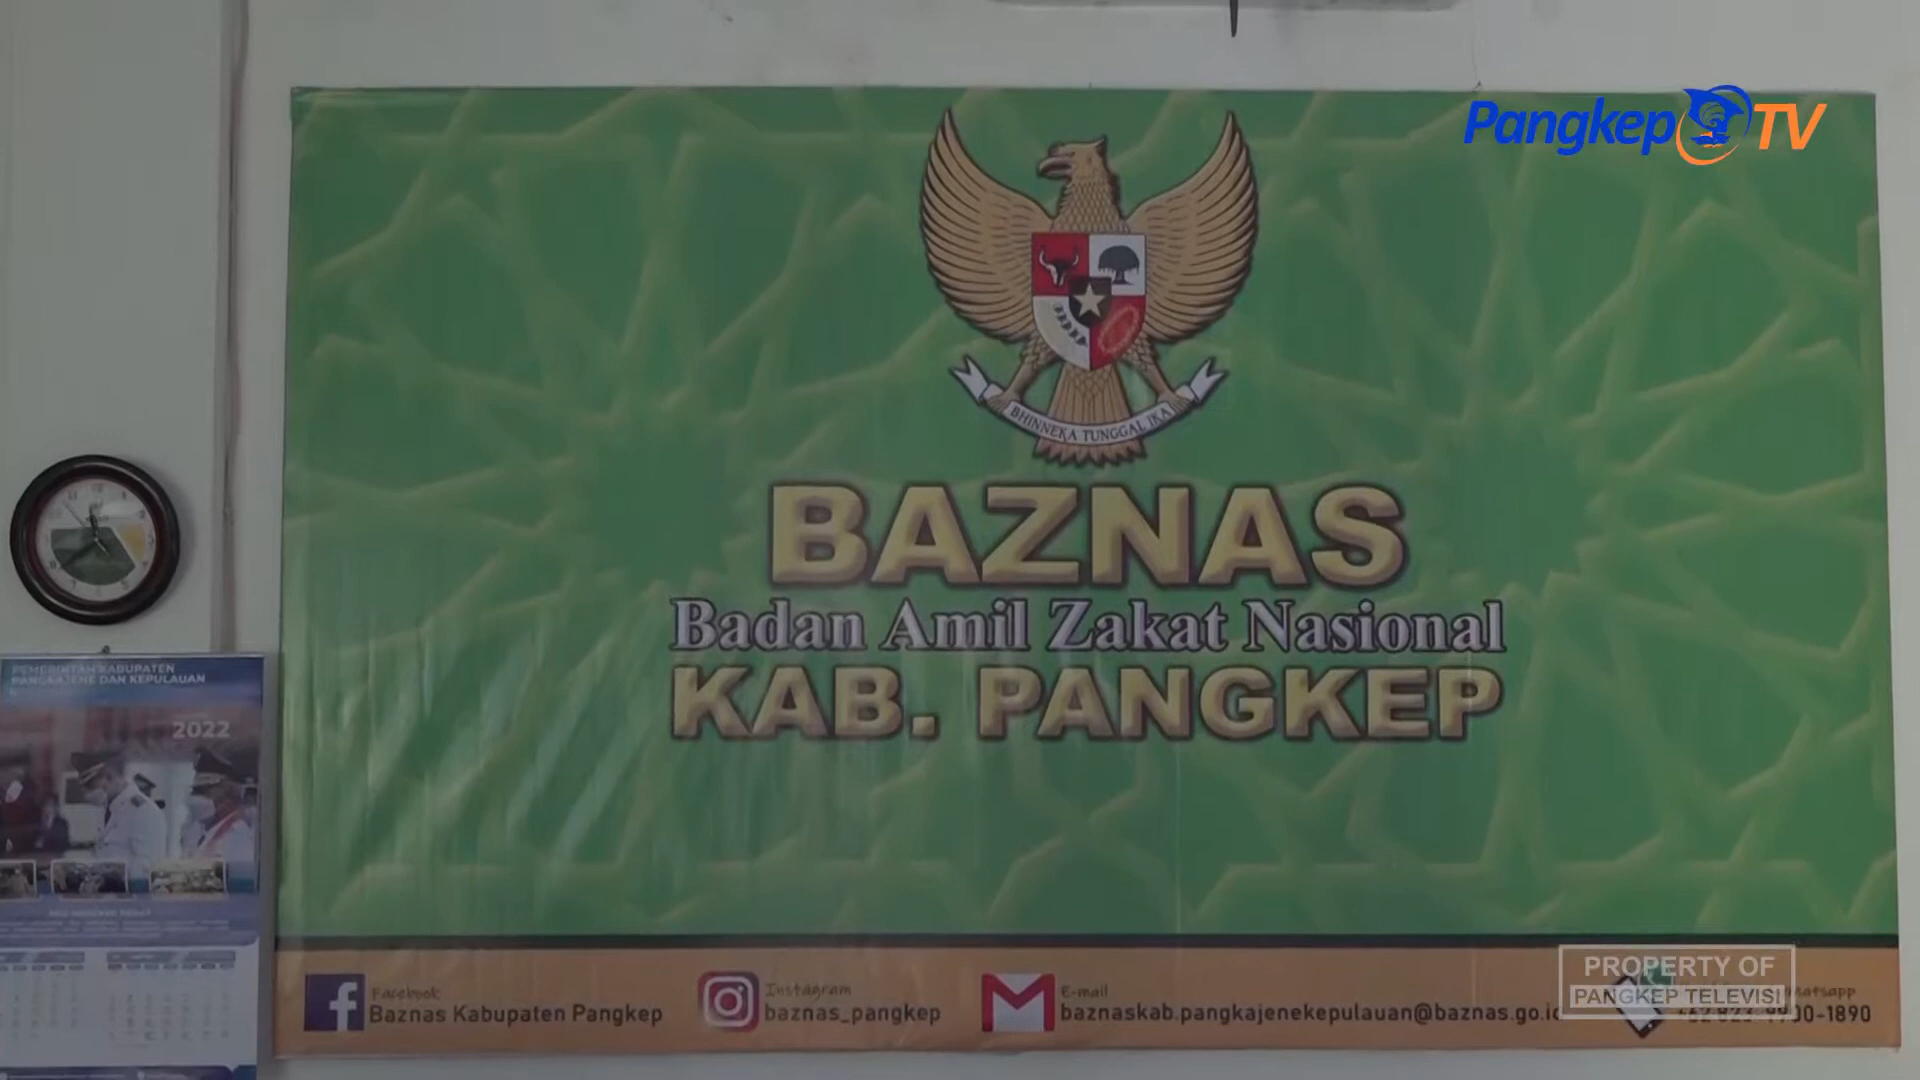 Pangkep TV
BHINNEKA TUNGGAL IKA
BAZNAS
Badan Amil Zakat Nasional
KAB. PANGKEP
PEMERINTAH KABUPATEN
PANGKAJENE DAN KEPULAUAN
2022
Facebook
Baznas Kabupaten Pangkep
Instagram
baznas_pangkep
E-mail
baznaskab.pangkajenekepulauan@baznas.go.id
PROPERTY OF
PANGKEP TELEVISI